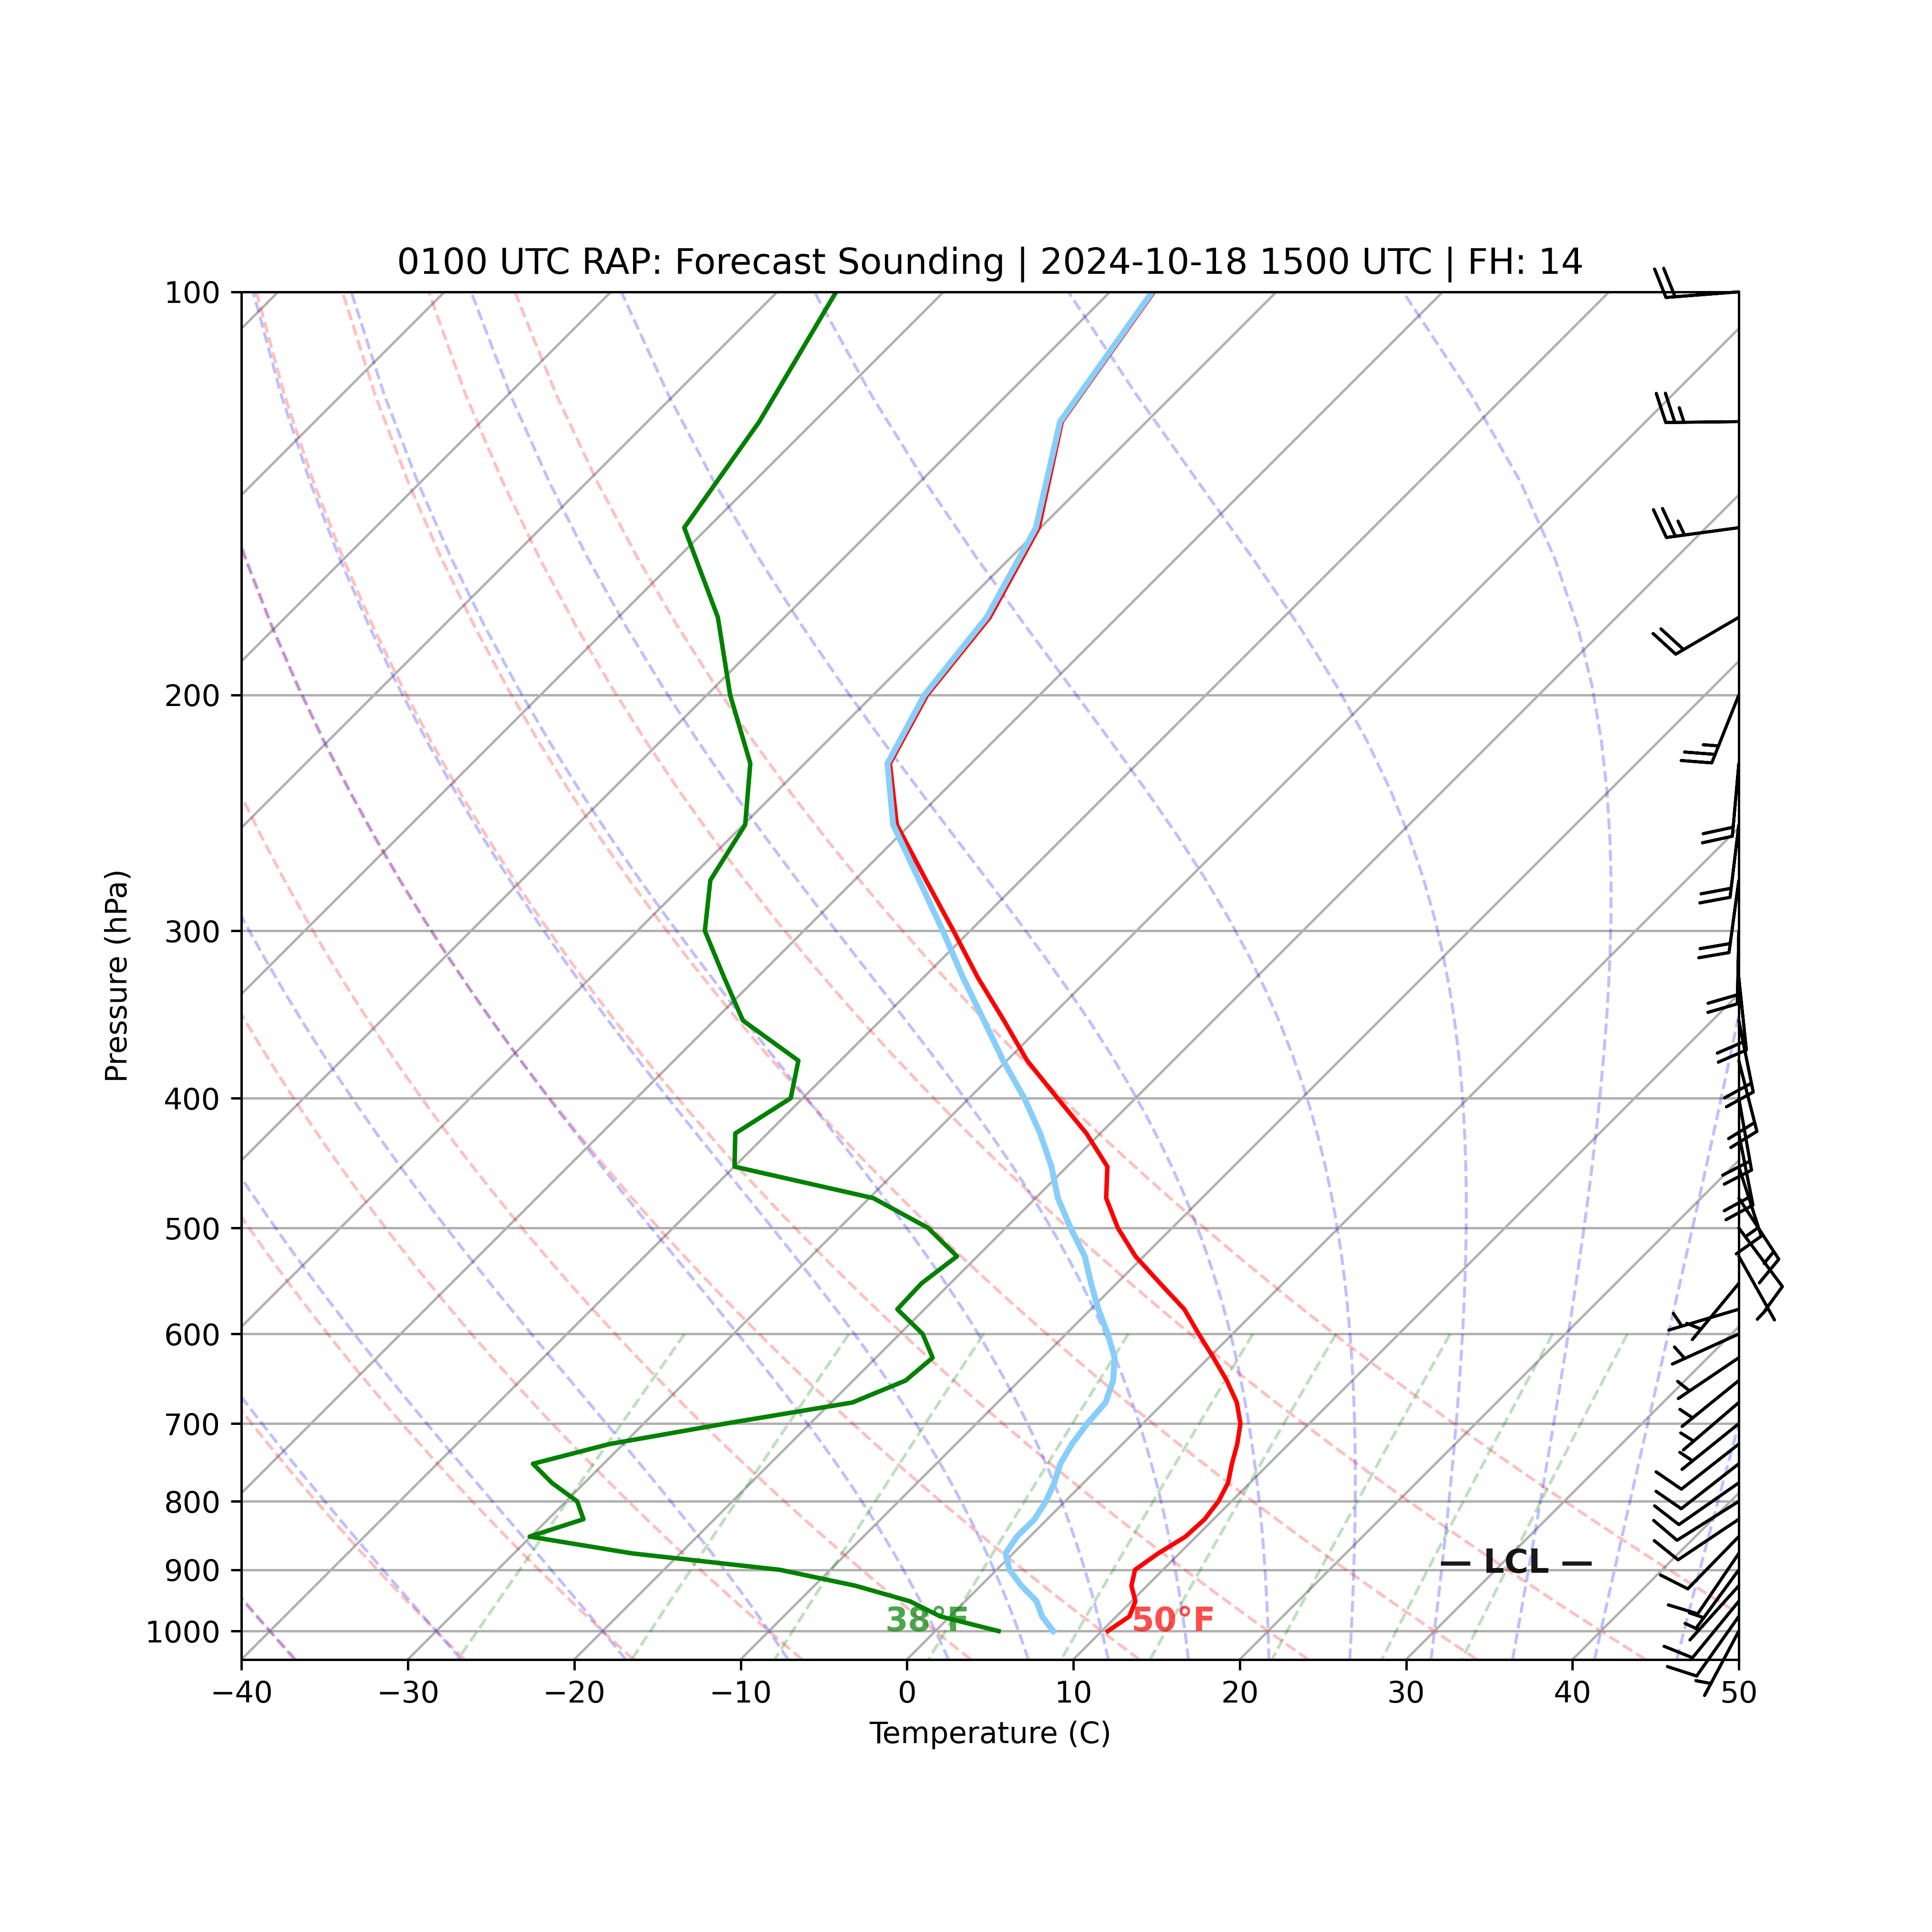 0100 UTC RAP: Forecast Sounding | 2024-10-18 1500 UTC | FH: 14
100
200
300
400
500
600
700
800
900
1000
Pressure (hPa)
— LCL —
38°F
50°F
−40 −30 −20 −10 0 10 20 30 40 50
Temperature (C)